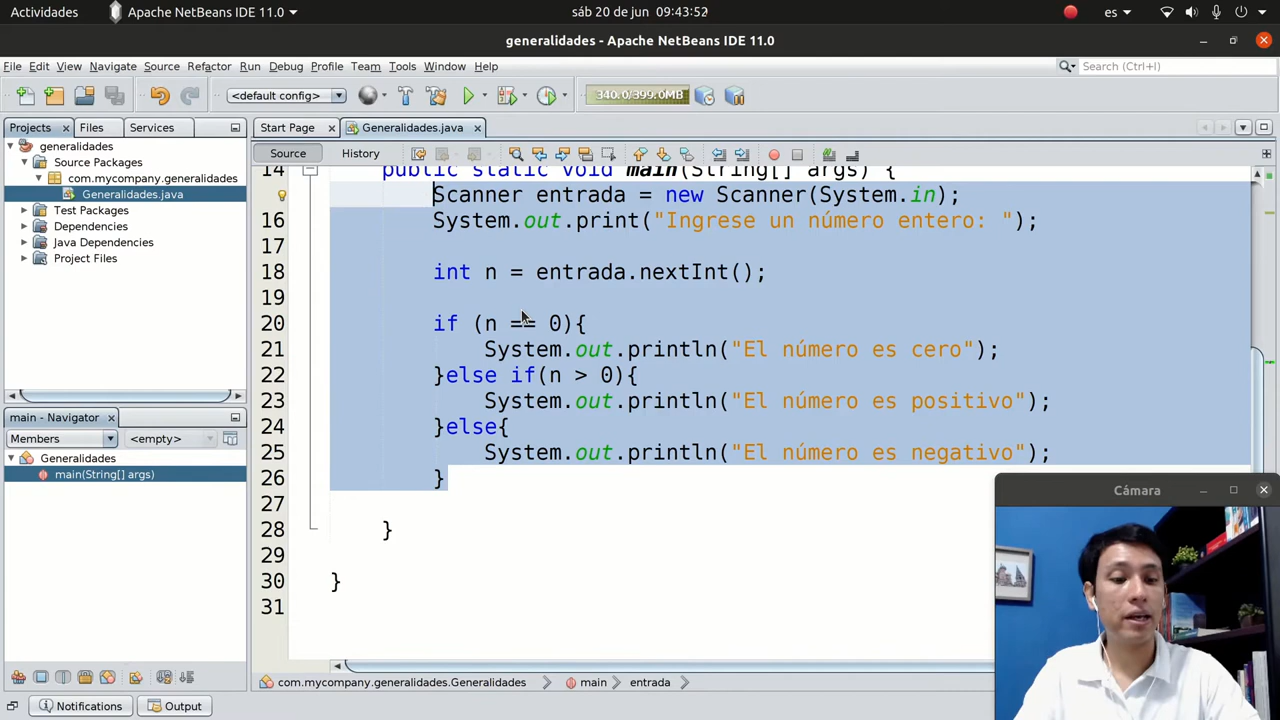 Actividades Apache NetBeans IDE 11.0 sáb 20 de jun 09:43:52 es
generalidades - Apache NetBeans IDE 11.0
File Edit View Navigate Source Refactor Run Debug Profile Team Tools Window Help Search (Ctrl+I)
<default config> 340.0/399.0MB
Projects Files Services Start Page Generalidades.java
generalidades
Source History
Source Packages
com.mycompany.generalidades
Generalidades.java
Test Packages
Dependencies
Java Dependencies
Project Files
14 public static void main(String[] args) {
Scanner entrada = new Scanner(System.in);
16 System.out.print("Ingrese un número entero: ");
17
18 int n = entrada.nextInt();
19
20 if (n == 0){
21 System.out.println("El número es cero");
22 }else if(n > 0){
23 System.out.println("El número es positivo");
24 }else{
25 System.out.println("El número es negativo");
26 }
27
28 }
29
30 }
31
main - Navigator
Members <empty>
Generalidades
main(String[] args)
Cámara
com.mycompany.generalidades.Generalidades main entrada
Notifications Output